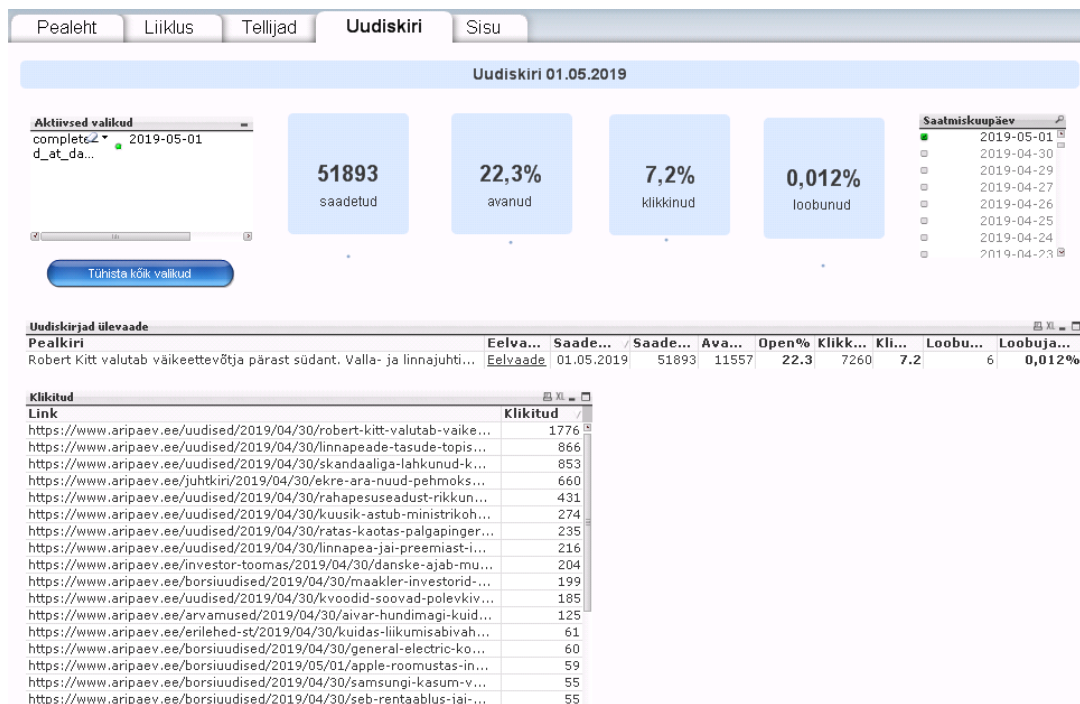 Pealeht Liiklus Tellijad Uudiskiri Sisu
Uudiskiri 01.05.2019
Aktiivsed valikud
2019-05-01
d_at_da...
51893
saadetud
22,3%
avanud
7,2%
klikkinud
0,012%
loobunud
Saatmiskuupäev
2019-05-01
2019-04-30
2019-04-29
2019-04-27
2019-04-26
2019-04-25
2019-04-24
2019-04-23
Tühista kõik valikud
Uudiskirjad ülevaade XL
Pealkiri Eelva... Saade... Saade... Ava... Open% Klikk... Kli... Loobu... Loobuja...
Robert Kitt valutab väikeettevõtja pärast südant. Valla- ja linnajuhti... Eelvaade 01.05.2019 51893 11557 22.3 7260 7.2 6 0,012%
Klikitud XL
Link Klikitud
https://www.aripaev.ee/uudised/2019/04/30/robert-kitt-valutab-vaike... 1776
https://www.aripaev.ee/uudised/2019/04/30/linnapeade-tasude-topis... 866
https://www.aripaev.ee/uudised/2019/04/30/skandaaliga-lahkunud-k... 853
https://www.aripaev.ee/juhtkiri/2019/04/30/ekre-ara-nuud-pehmoks... 660
https://www.aripaev.ee/uudised/2019/04/30/rahapesuseadust-rikkun... 431
https://www.aripaev.ee/uudised/2019/04/30/kuusik-astub-ministrikoh... 274
https://www.aripaev.ee/uudised/2019/04/30/ratas-kaotas-palgapinger... 235
https://www.aripaev.ee/uudised/2019/04/30/linnapea-jai-preemiast-i... 216
https://www.aripaev.ee/investor-toomas/2019/04/30/danske-ajab-mu... 204
https://www.aripaev.ee/borsiuudised/2019/04/30/maakler-investorid-... 199
https://www.aripaev.ee/uudised/2019/04/30/kvoodid-soovad-polevkiv... 185
https://www.aripaev.ee/arvamused/2019/04/30/aivar-hundimagi-kuid... 125
https://www.aripaev.ee/erilehed-st/2019/04/30/kuidas-liikumisabivah... 61
https://www.aripaev.ee/borsiuudised/2019/04/30/general-electric-ko... 60
https://www.aripaev.ee/borsiuudised/2019/05/01/apple-roomustas-in... 59
https://www.aripaev.ee/borsiuudised/2019/04/30/samsungi-kasum-v... 55
https://www.aripaev.ee/borsiuudised/2019/04/30/seb-rentaablus-jai-... 55